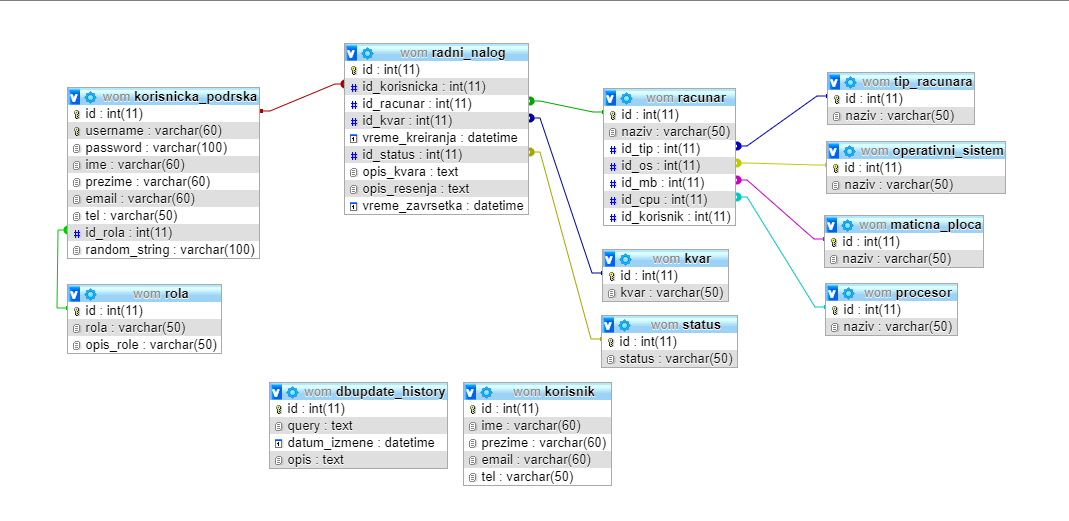 wom radni_nalog
id : int(11)
id_korisnicka : int(11)
id_racunar : int(11)
id_kvar : int(11)
vreme_kreiranja : datetime
id_status : int(11)
opis_kvara : text
opis_resenja : text
vreme_zavrsetka : datetime
wom korisnicka_podrska
id : int(11)
username : varchar(60)
password : varchar(100)
ime : varchar(60)
prezime : varchar(60)
email : varchar(60)
tel : varchar(50)
id_rola : int(11)
random_string : varchar(100)
wom rola
id : int(11)
rola : varchar(50)
opis_role : varchar(50)
wom racunar
id : int(11)
naziv : varchar(50)
id_tip : int(11)
id_os : int(11)
id_mb : int(11)
id_cpu : int(11)
id_korisnik : int(11)
wom kvar
id : int(11)
kvar : varchar(50)
wom status
id : int(11)
status : varchar(50)
wom tip_racunara
id : int(11)
naziv : varchar(50)
wom operativni_sistem
id : int(11)
naziv : varchar(50)
wom maticna_ploca
id : int(11)
naziv : varchar(50)
wom procesor
id : int(11)
naziv : varchar(50)
wom dbupdate_history
id : int(11)
query : text
datum_izmene : datetime
opis : text
wom korisnik
id : int(11)
ime : varchar(60)
prezime : varchar(60)
email : varchar(60)
tel : varchar(50)